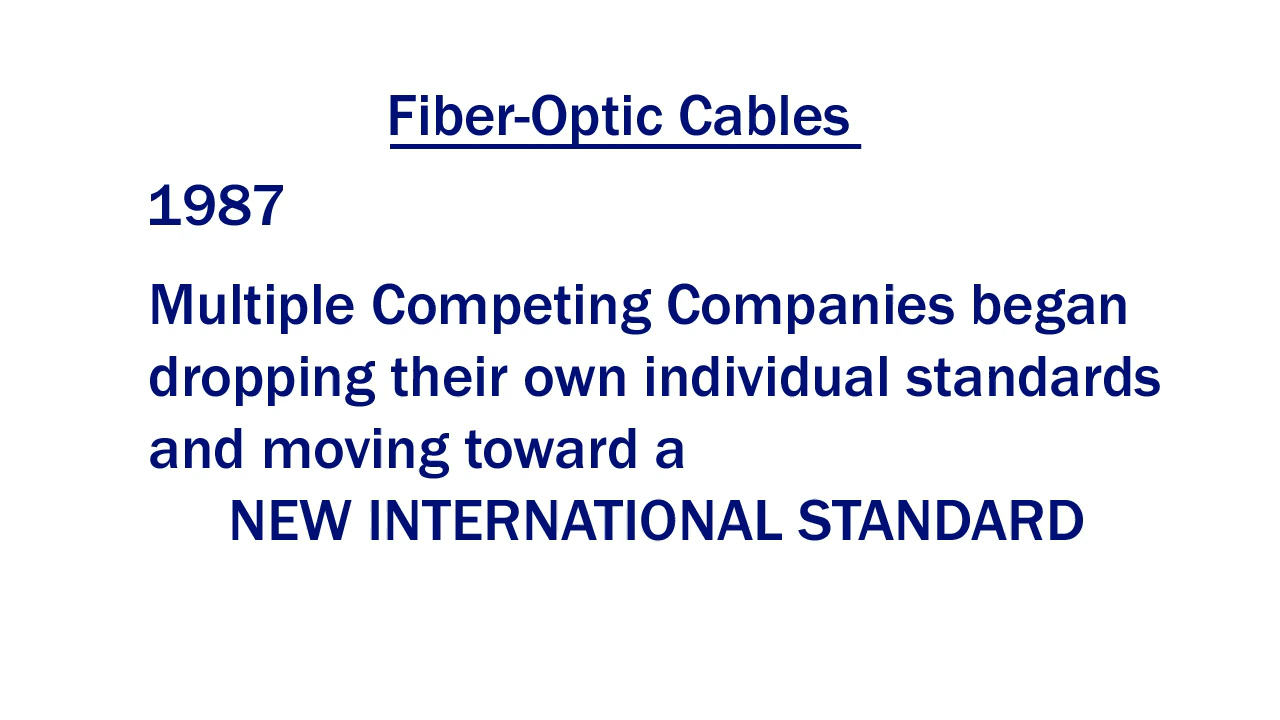 Fiber-Optic Cables
1987
Multiple Competing Companies began
dropping their own individual standards
and moving toward a
NEW INTERNATIONAL STANDARD